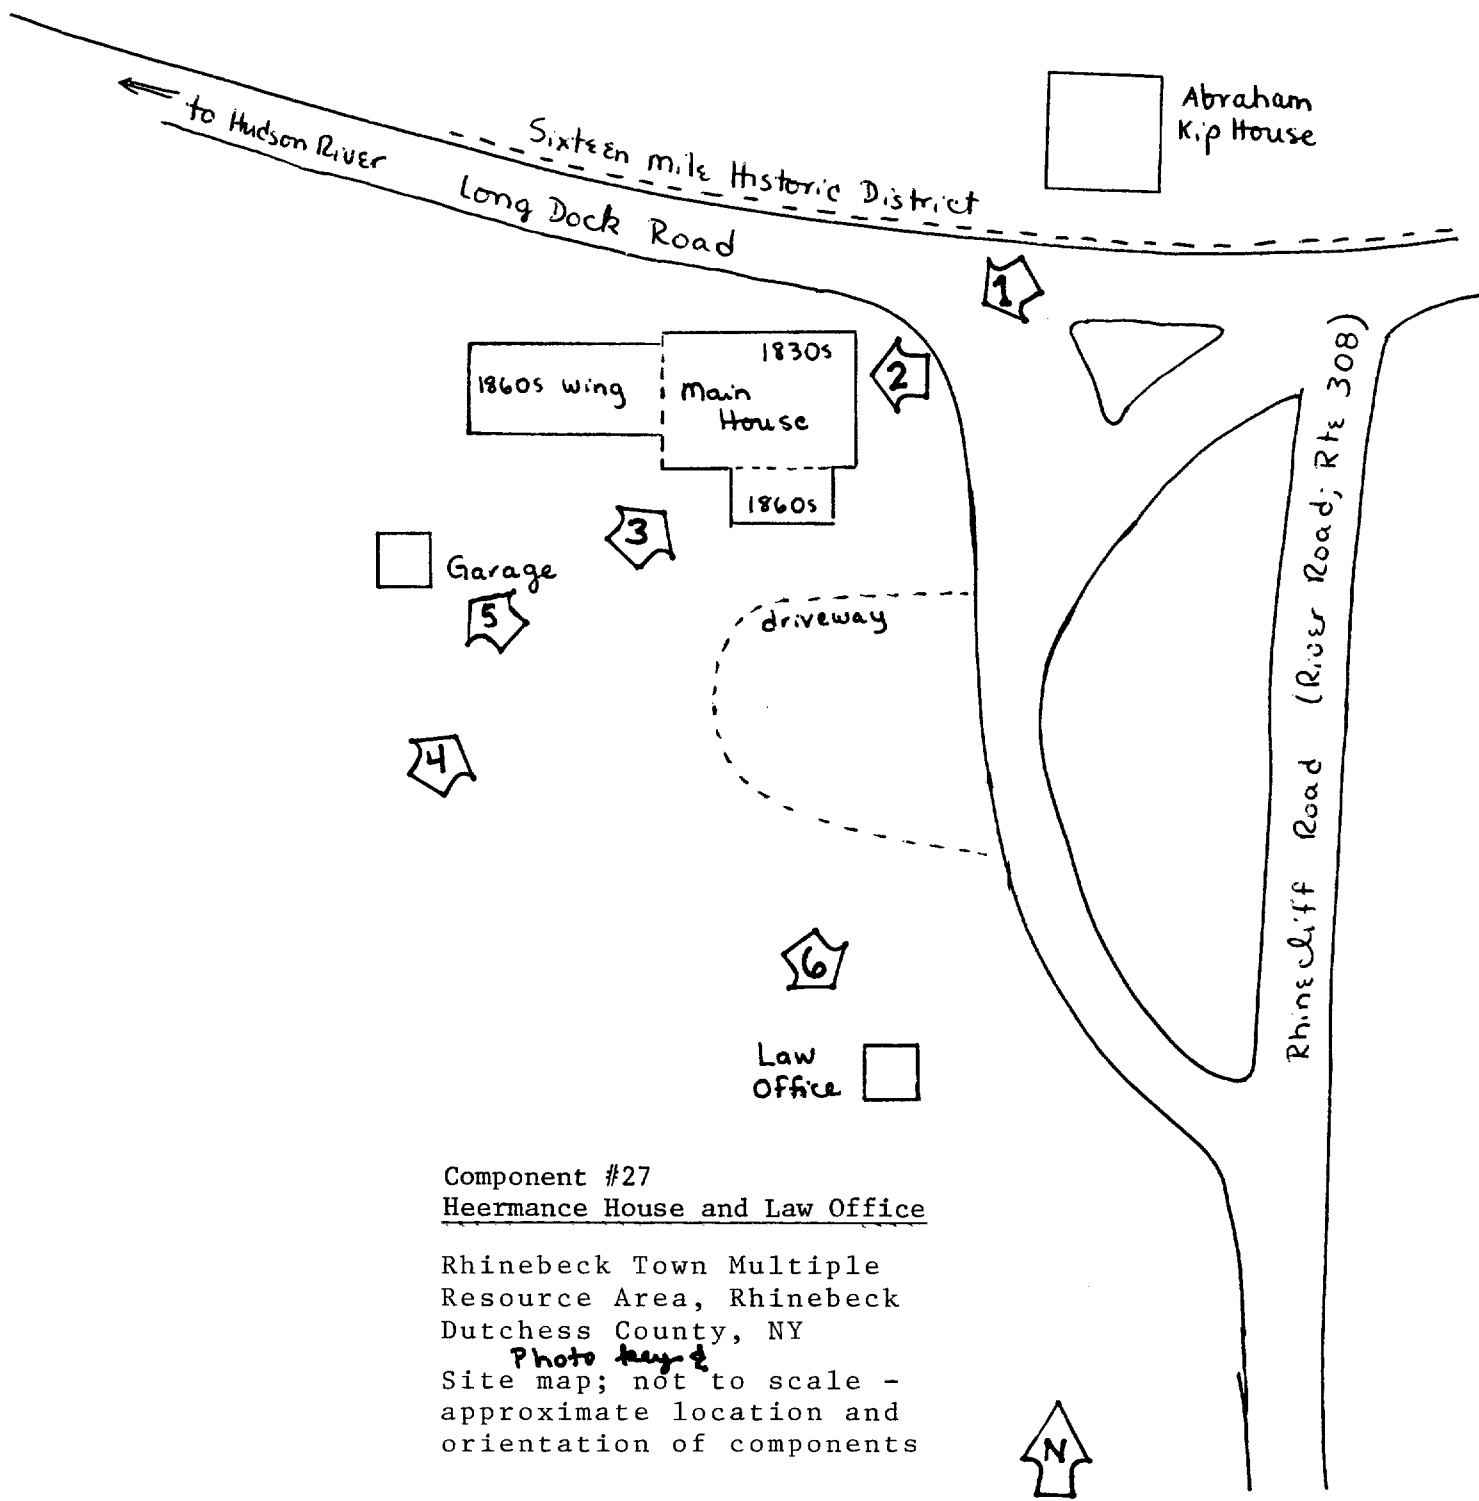 Abraham
Kip House
to Hudson River
Sixteen Mile Historic District
Long Dock Road
1
1830s
Main
House
1860s wing
2
1860s
3
Garage
5
driveway
4
Rhinecliff Road (River Road; Rte 308)
6
Law
Office
Component #27
Heermance House and Law Office
Rhinebeck Town Multiple
Resource Area, Rhinebeck
Dutchess County, NY
Photo key &
Site map; not to scale -
approximate location and
orientation of components
N